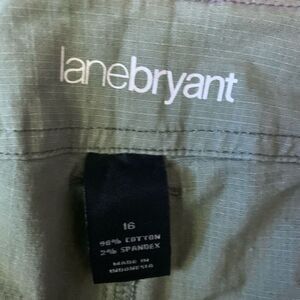 lanebryant
16
98% COTTON
2% SPANDEX
MADE IN
INDONESIA